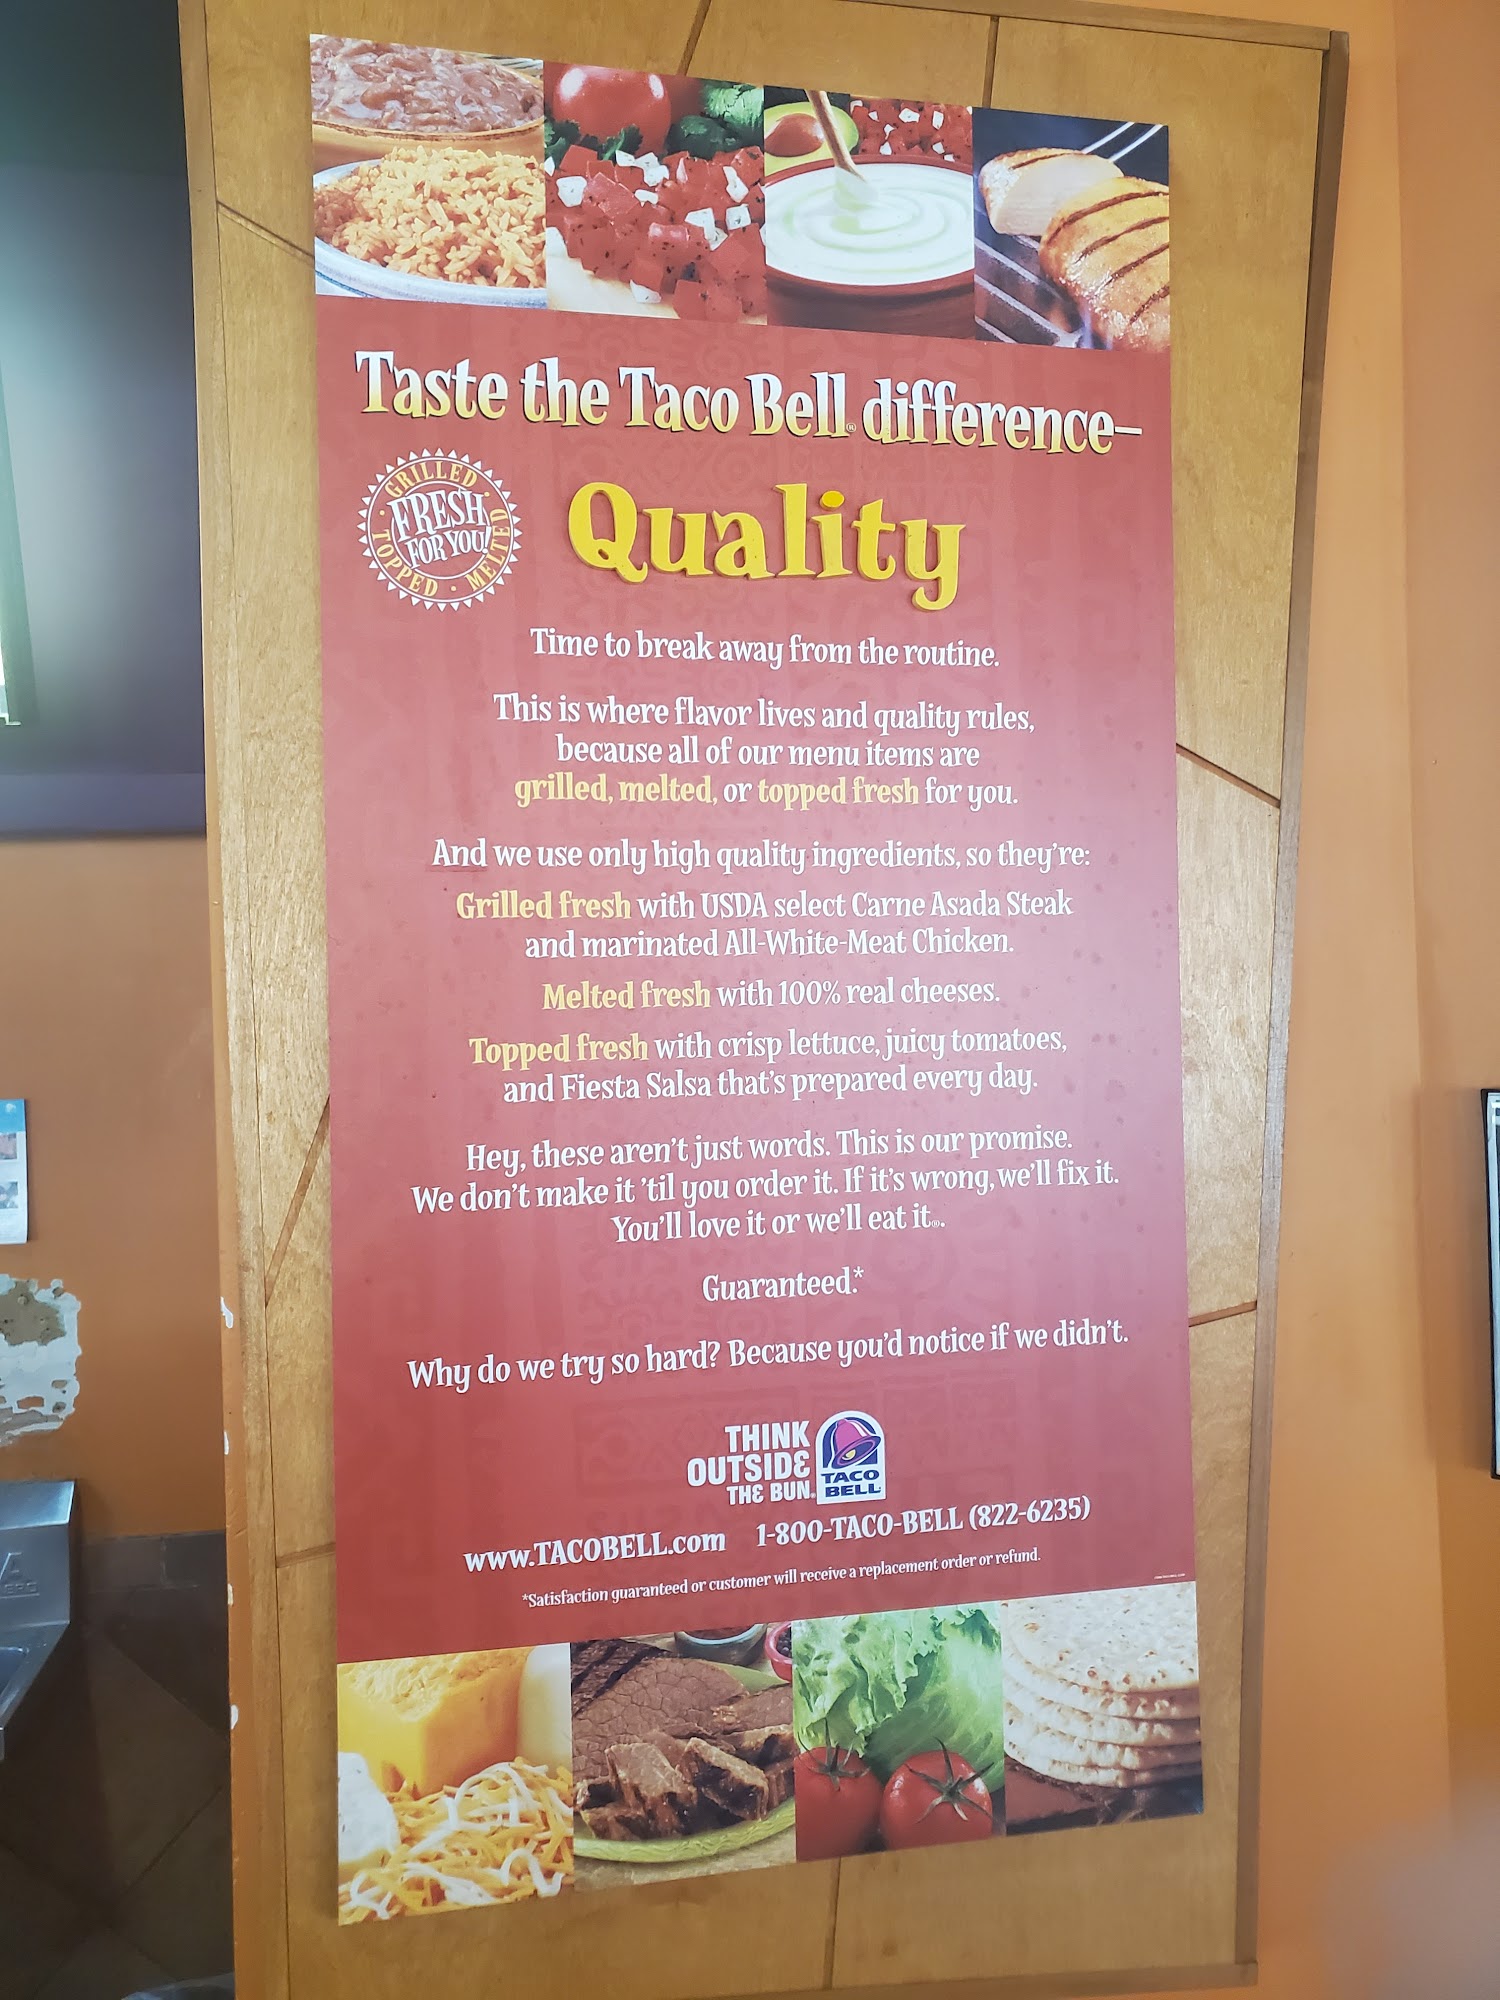 Taste the Taco Bell® difference–
GRILLED · MELTED · TOPPED ·
FRESH
FOR YOU!
Quality
Time to break away from the routine.
This is where flavor lives and quality rules,
because all of our menu items are
grilled, melted, or topped fresh for you.
And we use only high quality ingredients, so they're:
Grilled fresh with USDA select Carne Asada Steak
and marinated All-White-Meat Chicken.
Melted fresh with 100% real cheeses.
Topped fresh with crisp lettuce, juicy tomatoes,
and Fiesta Salsa that's prepared every day.
Hey, these aren't just words. This is our promise.
We don't make it 'til you order it. If it's wrong, we'll fix it.
You'll love it or we'll eat it®.
Guaranteed.*
Why do we try so hard? Because you'd notice if we didn't.
THINK
OUTSIDE
THE BUN.®
TACO
BELL
www.TACOBELL.com 1-800-TACO-BELL (822-6235)
*Satisfaction guaranteed or customer will receive a replacement order or refund.